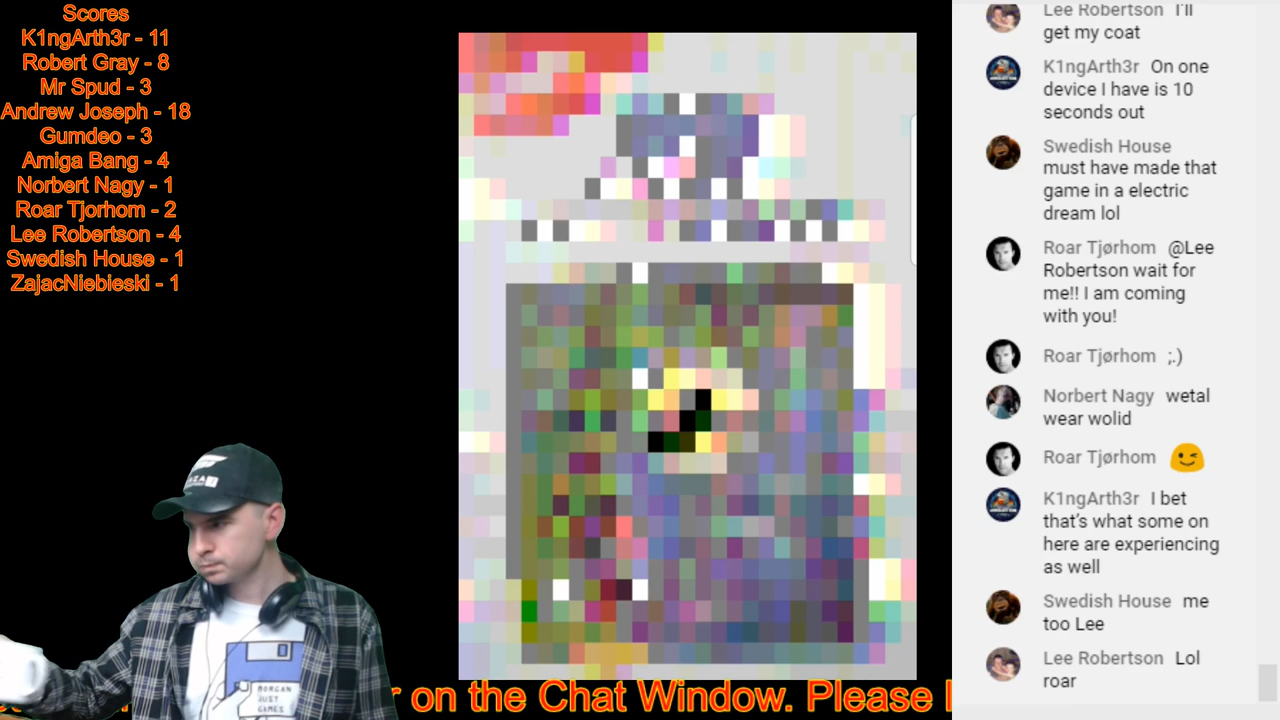 Scores
K1ngArth3r - 11
Robert Gray - 8
Mr Spud - 3
Andrew Joseph - 18
Gumdeo - 3
Amiga Bang - 4
Norbert Nagy - 1
Roar Tjorhom - 2
Lee Robertson - 4
Swedish House - 1
ZajacNiebieski - 1
MORGAN
JUST
GAMES
r on the Chat Window. Please
Lee Robertson I'll
get my coat
K1ngArth3r On one
device I have is 10
seconds out
Swedish House
must have made that
game in a electric
dream lol
Roar Tjørhom @Lee
Robertson wait for
me!! I am coming
with you!
Roar Tjørhom ;.)
Norbert Nagy wetal
wear wolid
Roar Tjørhom 😉
K1ngArth3r I bet
that's what some on
here are experiencing
as well
Swedish House me
too Lee
Lee Robertson Lol
roar